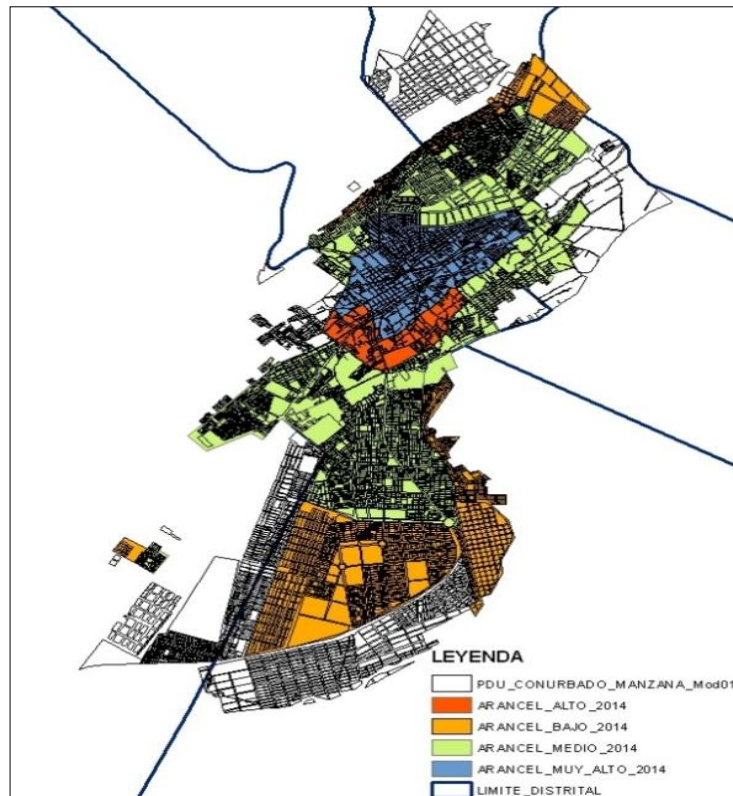 LEYENDA
PDU_CONURBADO_MANZANA_Mod01
ARANCEL_ALTO_2014
ARANCEL_BAJO_2014
ARANCEL_MEDIO_2014
ARANCEL_MUY_ALTO_2014
LIMITE_DISTRITAL